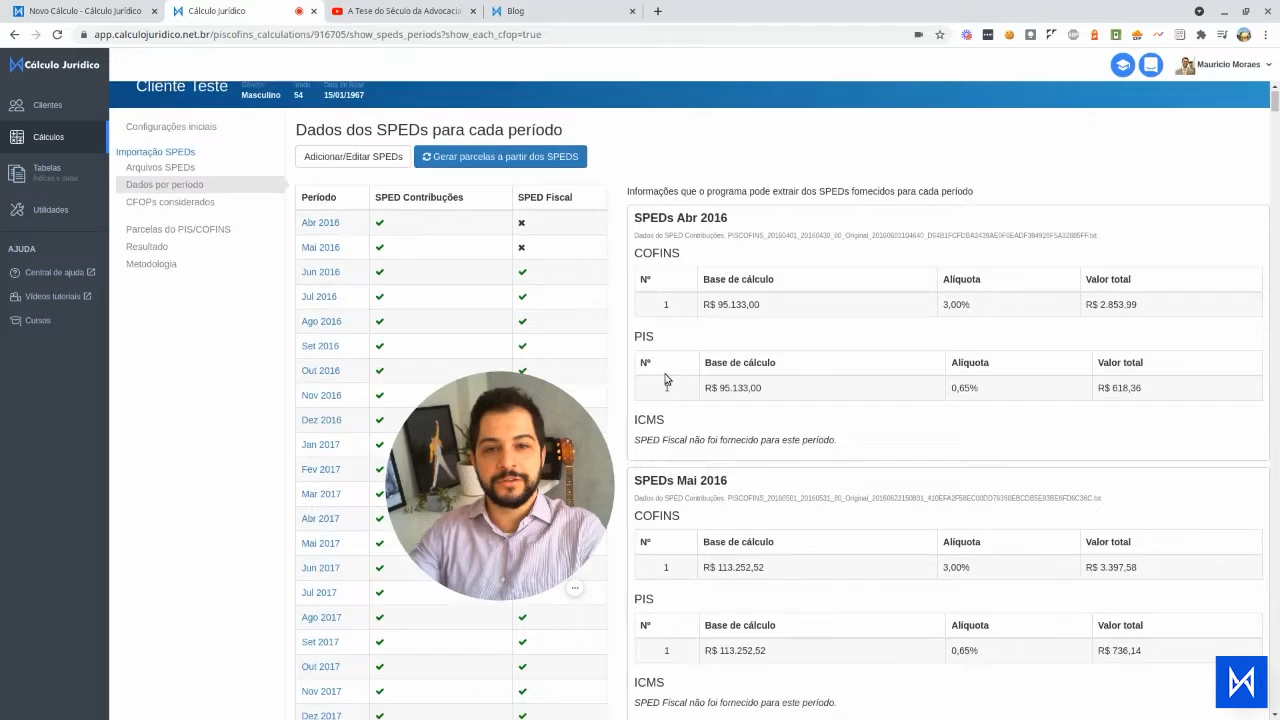 Novo Cálculo - Cálculo Jurídico
Cálculo Jurídico
A Tese do Século da Advocacia
Blog
app.calculojuridico.net.br/piscofins_calculations/916705/show_speds_periods?show_each_cfop=true
Cálculo Jurídico
Mauricio Moraes
Clientes
Cálculos
Tabelas
Índices e datas
Utilidades
AJUDA
Central de ajuda
Vídeos tutoriais
Cursos
Cliente Teste
Masculino 54 15/01/1967
Configurações iniciais
Importação SPEDs
Arquivos SPEDs
Dados por período
CFOPs considerados
Parcelas do PIS/COFINS
Resultado
Metodologia
Dados dos SPEDs para cada período
Adicionar/Editar SPEDs
Gerar parcelas a partir dos SPEDS
Período SPED Contribuições SPED Fiscal
Abr 2016
Mai 2016
Jun 2016
Jul 2016
Ago 2016
Set 2016
Out 2016
Nov 2016
Dez 2016
Jan 2017
Fev 2017
Mar 2017
Abr 2017
Mai 2017
Jun 2017
Jul 2017
Ago 2017
Set 2017
Out 2017
Nov 2017
Dez 2017
Informações que o programa pode extrair dos SPEDs fornecidos para cada período
SPEDs Abr 2016
Dados do SPED Contribuições:
COFINS
Nº Base de cálculo Alíquota Valor total
1 R$ 95.133,00 3,00% R$ 2.853,99
PIS
Nº Base de cálculo Alíquota Valor total
1 R$ 95.133,00 0,65% R$ 618,36
ICMS
SPED Fiscal não foi fornecido para este período.
SPEDs Mai 2016
Dados do SPED Contribuições:
COFINS
Nº Base de cálculo Alíquota Valor total
1 R$ 113.252,52 3,00% R$ 3.397,58
PIS
Nº Base de cálculo Alíquota Valor total
1 R$ 113.252,52 0,65% R$ 736,14
ICMS
SPED Fiscal não foi fornecido para este período.